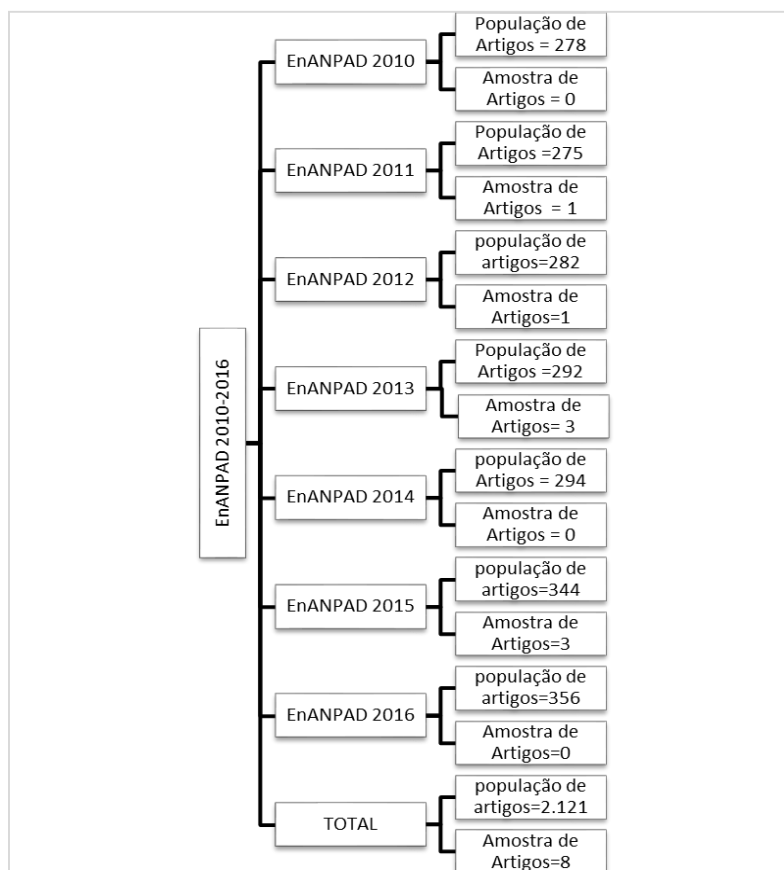 EnANPAD 2010-2016
EnANPAD 2010
População de
Artigos = 278
Amostra de
Artigos = 0
EnANPAD 2011
População de
Artigos =275
Amostra de
Artigos = 1
EnANPAD 2012
população de
artigos=282
Amostra de
Artigos=1
EnANPAD 2013
População de
Artigos =292
Amostra de
Artigos= 3
EnANPAD 2014
população de
Artigos = 294
Amostra de
Artigos = 0
EnANPAD 2015
população de
artigos=344
Amostra de
Artigos=3
EnANPAD 2016
população de
artigos=356
Amostra de
Artigos=0
TOTAL
população de
artigos=2.121
Amostra de
Artigos=8